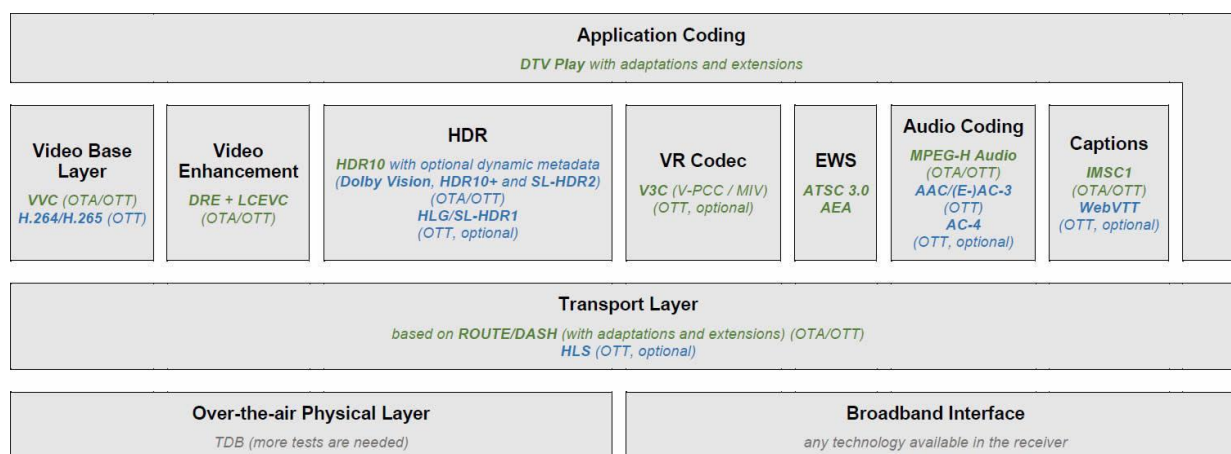 Application Coding
DTV Play with adaptations and extensions
Video Base
Layer
VVC (OTA/OTT)
H.264/H.265 (OTT)
Video
Enhancement
DRE + LCEVC
(OTA/OTT)
HDR
HDR10 with optional dynamic metadata
(Dolby Vision, HDR10+ and SL-HDR2)
(OTA/OTT)
HLG/SL-HDR1
(OTT, optional)
VR Codec
V3C (V-PCC / MIV)
(OTT, optional)
EWS
ATSC 3.0
AEA
Audio Coding
MPEG-H Audio
(OTA/OTT)
AAC/(E-)AC-3
(OTT)
AC-4
(OTT, optional)
Captions
IMSC1
(OTA/OTT)
WebVTT
(OTT, optional)
Transport Layer
based on ROUTE/DASH (with adaptations and extensions) (OTA/OTT)
HLS (OTT, optional)
Over-the-air Physical Layer
TDB (more tests are needed)
Broadband Interface
any technology available in the receiver